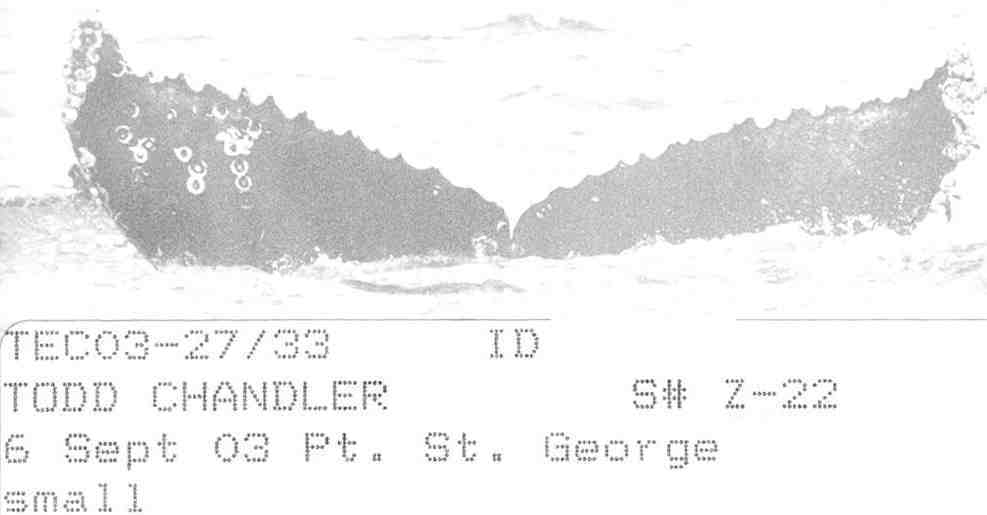 TEC03-27/33 ID
TODD CHANDLER S# Z-22
6 Sept 03 Pt. St. George
small